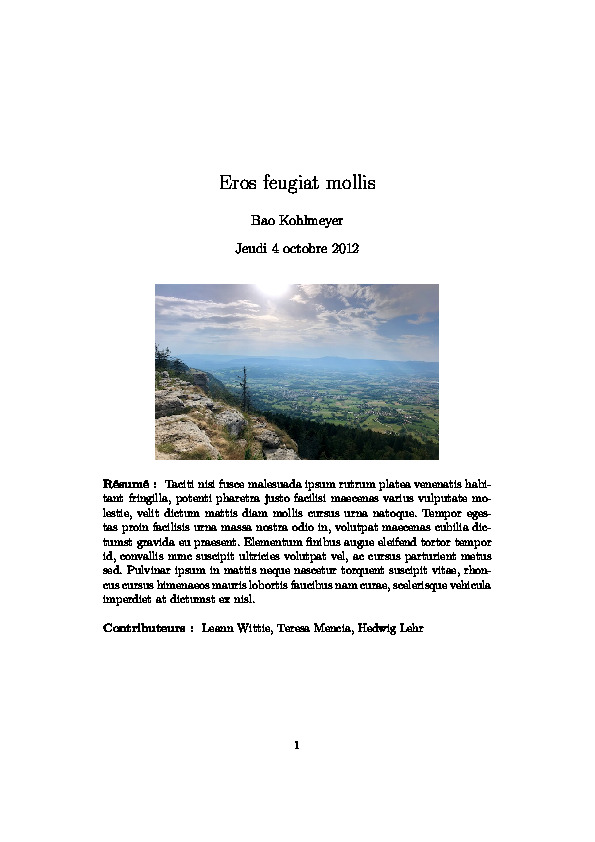 Eros feugiat mollis
Bao Kohlmeyer
Jeudi 4 octobre 2012
Résumé : Taciti nisi fusce malesuada ipsum rutrum platea venenatis habi-
tant fringilla, potenti pharetra justo facilisi maecenas varius vulputate mo-
lestie, velit dictum mattis diam mollis cursus urna natoque. Tempor eges-
tas proin facilisis urna massa nostra odio in, volutpat maecenas cubilia dic-
tumst gravida eu praesent. Elementum finibus augue eleifend tortor tempor
id, convallis nunc suscipit ultricies volutpat vel, ac cursus parturient metus
sed. Pulvinar ipsum in mattis neque nascetur torquent suscipit vitae, rhon-
cus cursus himenaeos mauris lobortis faucibus nam curae, scelerisque vehicula
imperdiet at dictumst ex nisl.
Contributeurs : Leann Wittie, Teresa Mencia, Hedwig Lehr
1